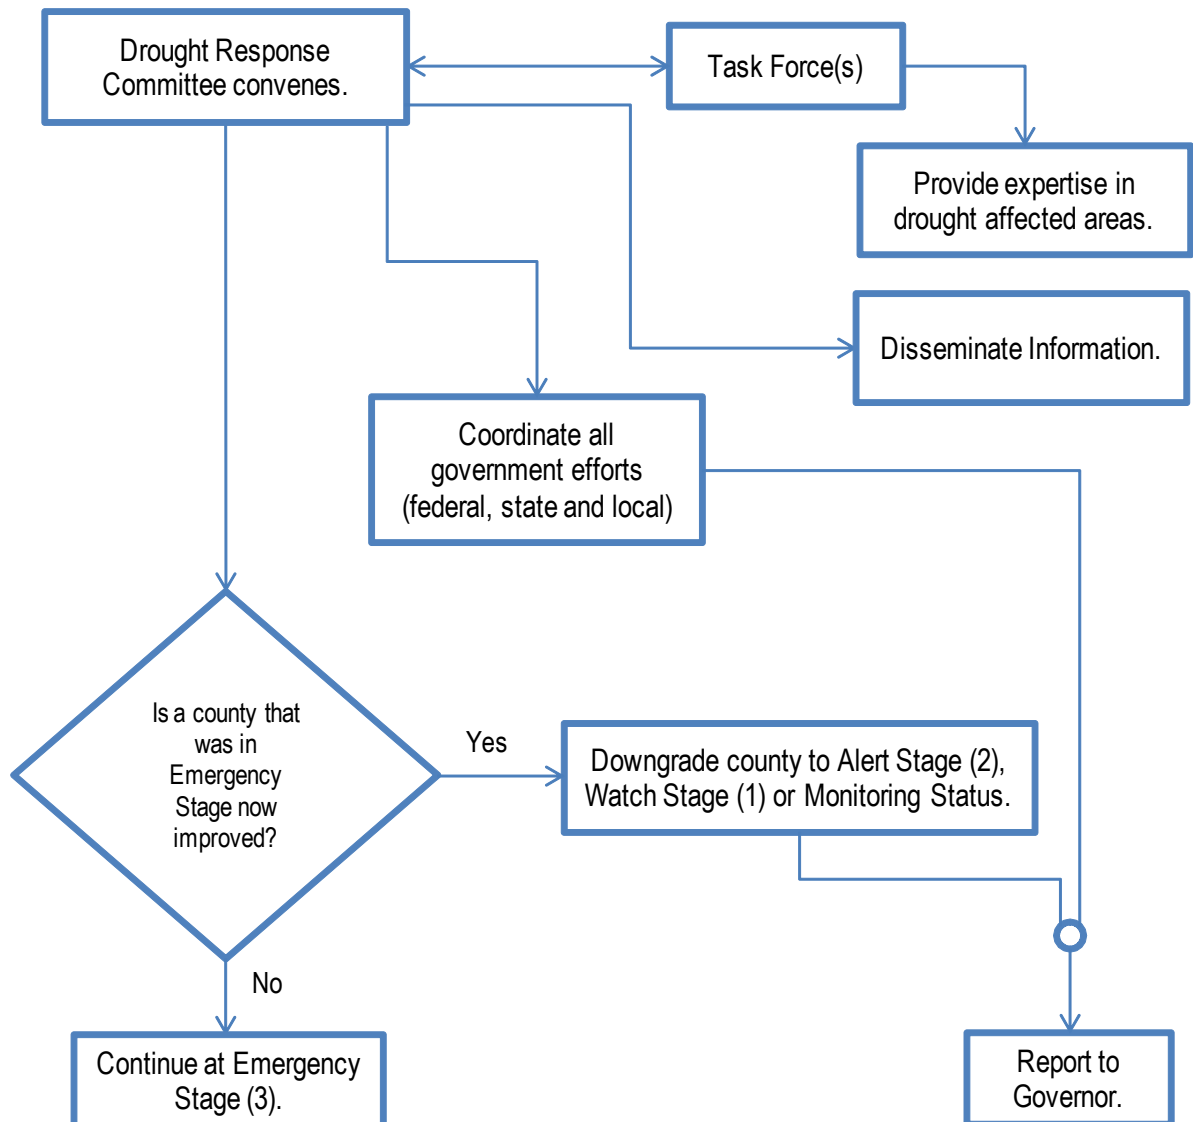 Drought Response
Committee convenes.
Task Force(s)
Provide expertise in
drought affected areas.
Disseminate Information.
Coordinate all
government efforts
(federal, state and local)
Is a county that
was in
Emergency
Stage now
improved?
Yes
Downgrade county to Alert Stage (2),
Watch Stage (1) or Monitoring Status.
No
Continue at Emergency
Stage (3).
Report to
Governor.